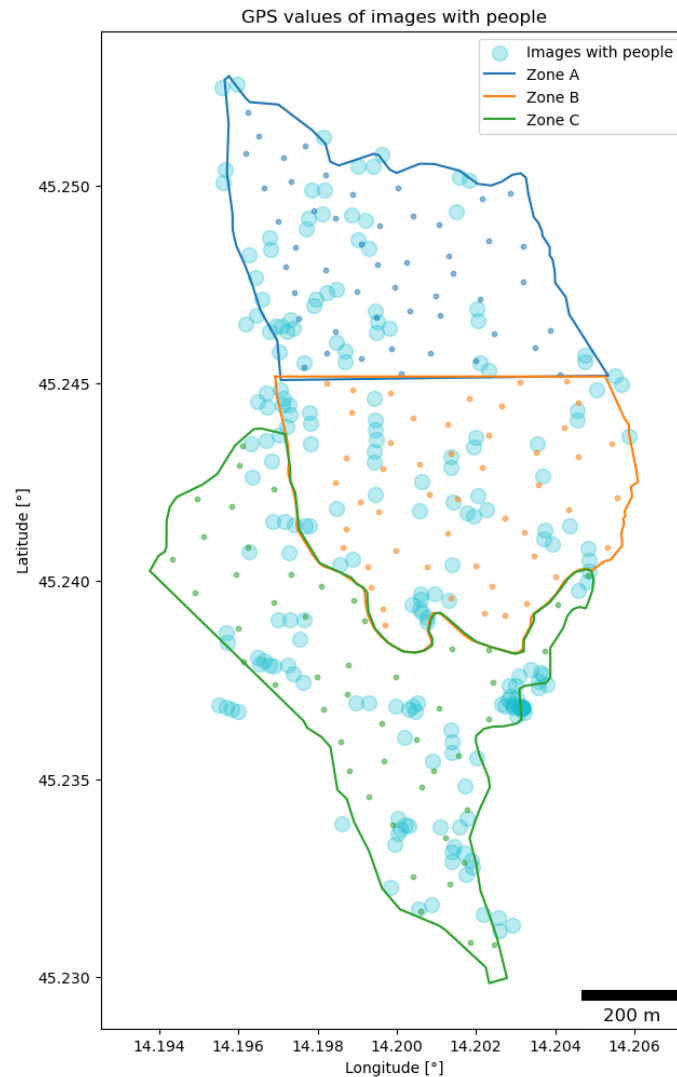 GPS values of images with people
Images with people
Zone A
Zone B
Zone C
45.250
45.245
45.240
45.235
45.230
Latitude [°]
200 m
14.194 14.196 14.198 14.200 14.202 14.204 14.206
Longitude [°]